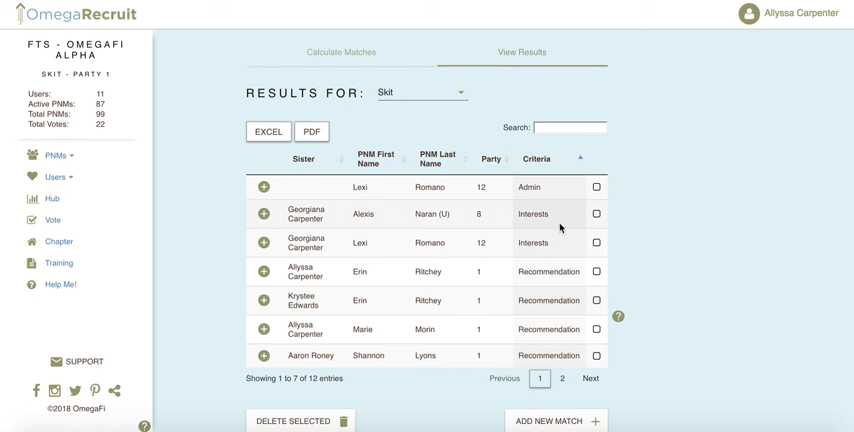 OmegaRecruit
Allyssa Carpenter
FTS - OMEGAFI
ALPHA
SKIT - PARTY 1
Users: 11
Active PNMs: 87
Total PNMs: 99
Total Votes: 22
PNMs
Users
Hub
Vote
Chapter
Training
Help Me!
SUPPORT
©2018 OmegaFi
Calculate Matches View Results
RESULTS FOR: Skit
EXCEL PDF Search:
Sister PNM First Name PNM Last Name Party Criteria
Lexi Romano 12 Admin
Georgiana Carpenter Alexis Naran (U) 8 Interests
Georgiana Carpenter Lexi Romano 12 Interests
Allyssa Carpenter Erin Ritchey 1 Recommendation
Krystee Edwards Erin Ritchey 1 Recommendation
Allyssa Carpenter Marie Morin 1 Recommendation
Aaron Roney Shannon Lyons 1 Recommendation
Showing 1 to 7 of 12 entries Previous 1 2 Next
DELETE SELECTED ADD NEW MATCH